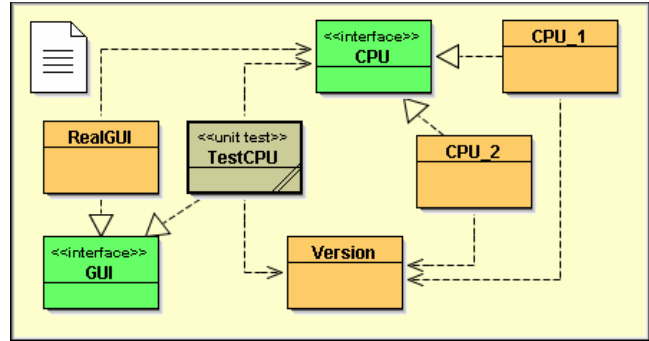 <<interface>>
CPU
CPU_1
RealGUI
<<unit test>>
TestCPU
CPU_2
<<interface>>
GUI
Version